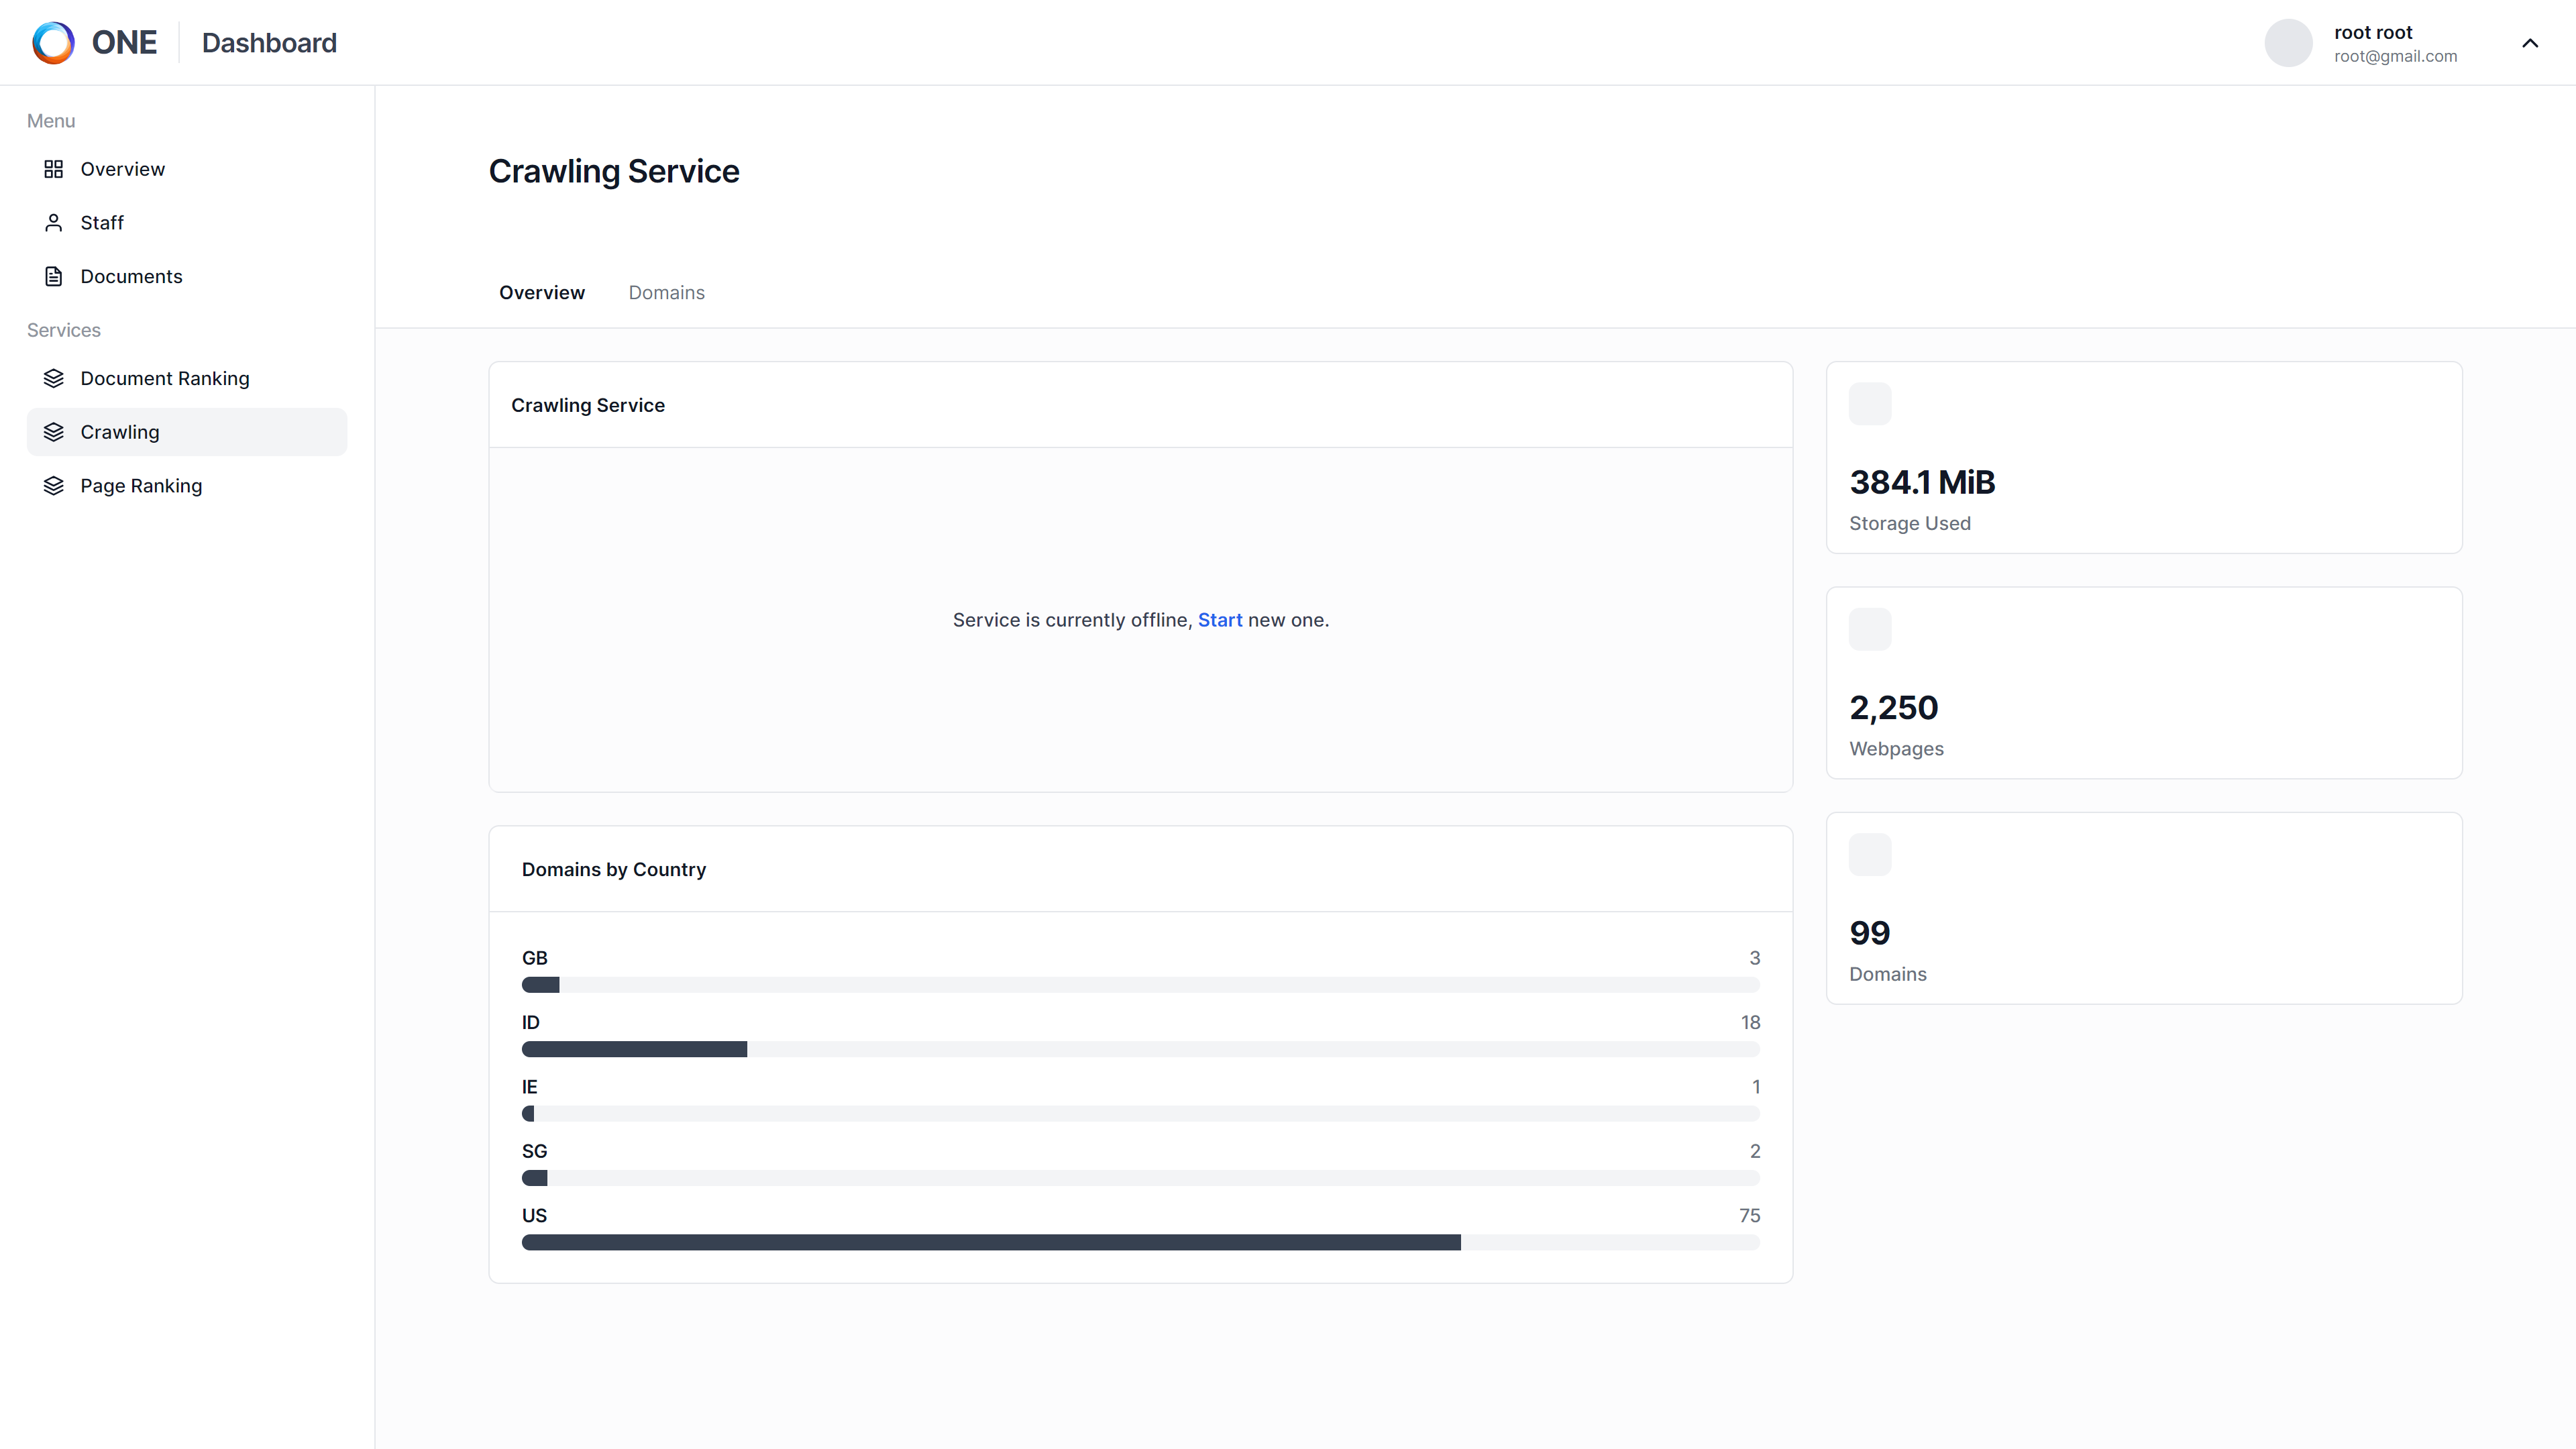 ONE
Dashboard
root root
root@gmail.com
Menu
Overview
Staff
Documents
Services
Document Ranking
Crawling
Page Ranking
Crawling Service
Overview
Domains
Crawling Service
Service is currently offline, Start new one.
Domains by Country
GB 3
ID 18
IE 1
SG 2
US 75
384.1 MiB
Storage Used
2,250
Webpages
99
Domains